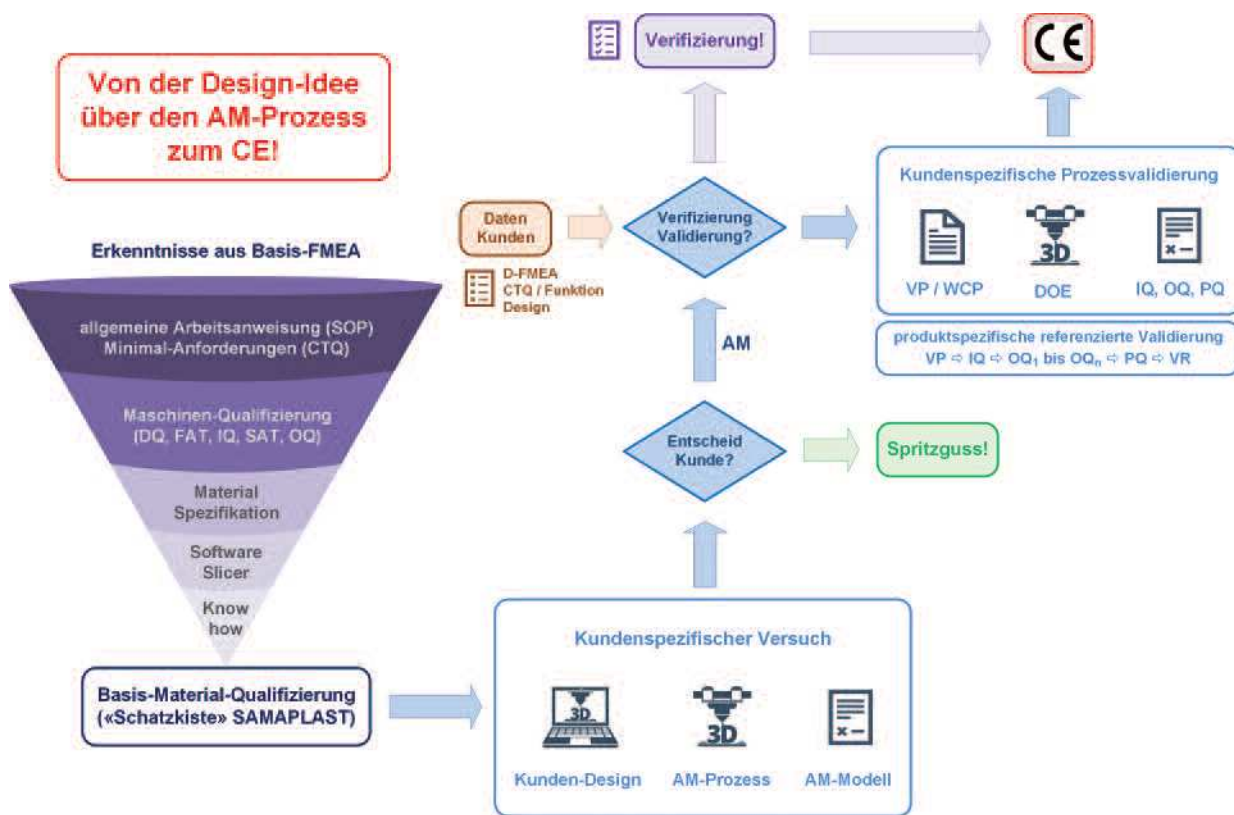 Von der Design-Idee
über den AM-Prozess
zum CE!
Verifizierung!
CE
Erkenntnisse aus Basis-FMEA
allgemeine Arbeitsanweisung (SOP)
Minimal-Anforderungen (CTQ)
Maschinen-Qualifizierung
(DQ, FAT, IQ, SAT, OQ)
Material
Spezifikation
Software
Slicer
Know
how
Basis-Material-Qualifizierung
(«Schatzkiste» SAMAPLAST)
Daten
Kunden
D-FMEA
CTQ / Funktion
Design
Verifizierung
Validierung?
Kundenspezifische Prozessvalidierung
3D
VP / WCP
DOE
IQ, OQ, PQ
produktspezifische referenzierte Validierung
VP ⇨ IQ ⇨ OQ₁ bis OQₙ ⇨ PQ ⇨ VR
AM
Entscheid
Kunde?
Spritzguss!
Kundenspezifischer Versuch
3D
3D
Kunden-Design
AM-Prozess
AM-Modell